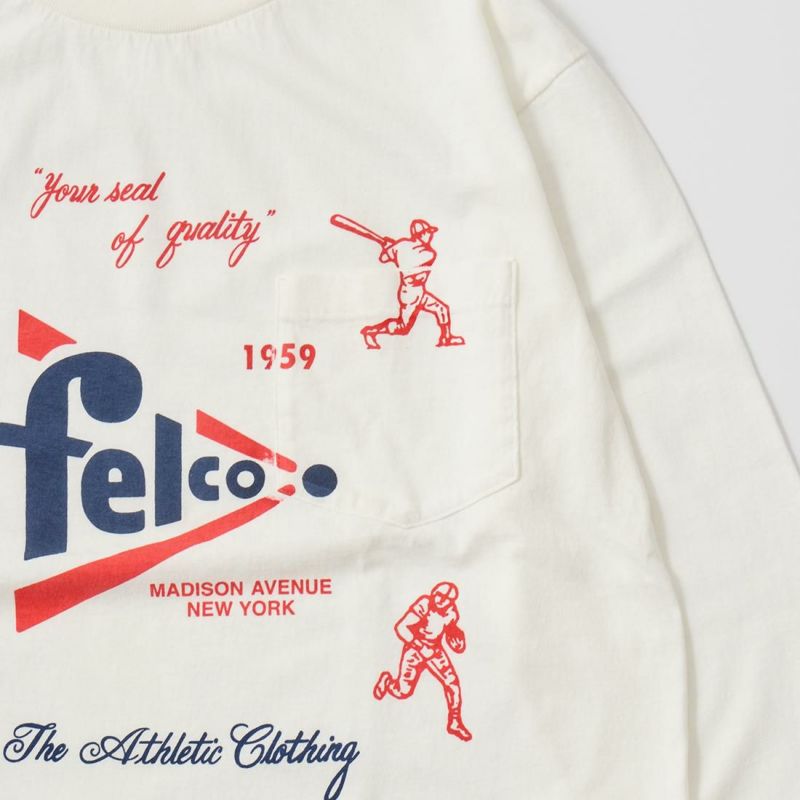 "Your seal
of quality"
1959
felco
MADISON AVENUE
NEW YORK
The Athletic Clothing